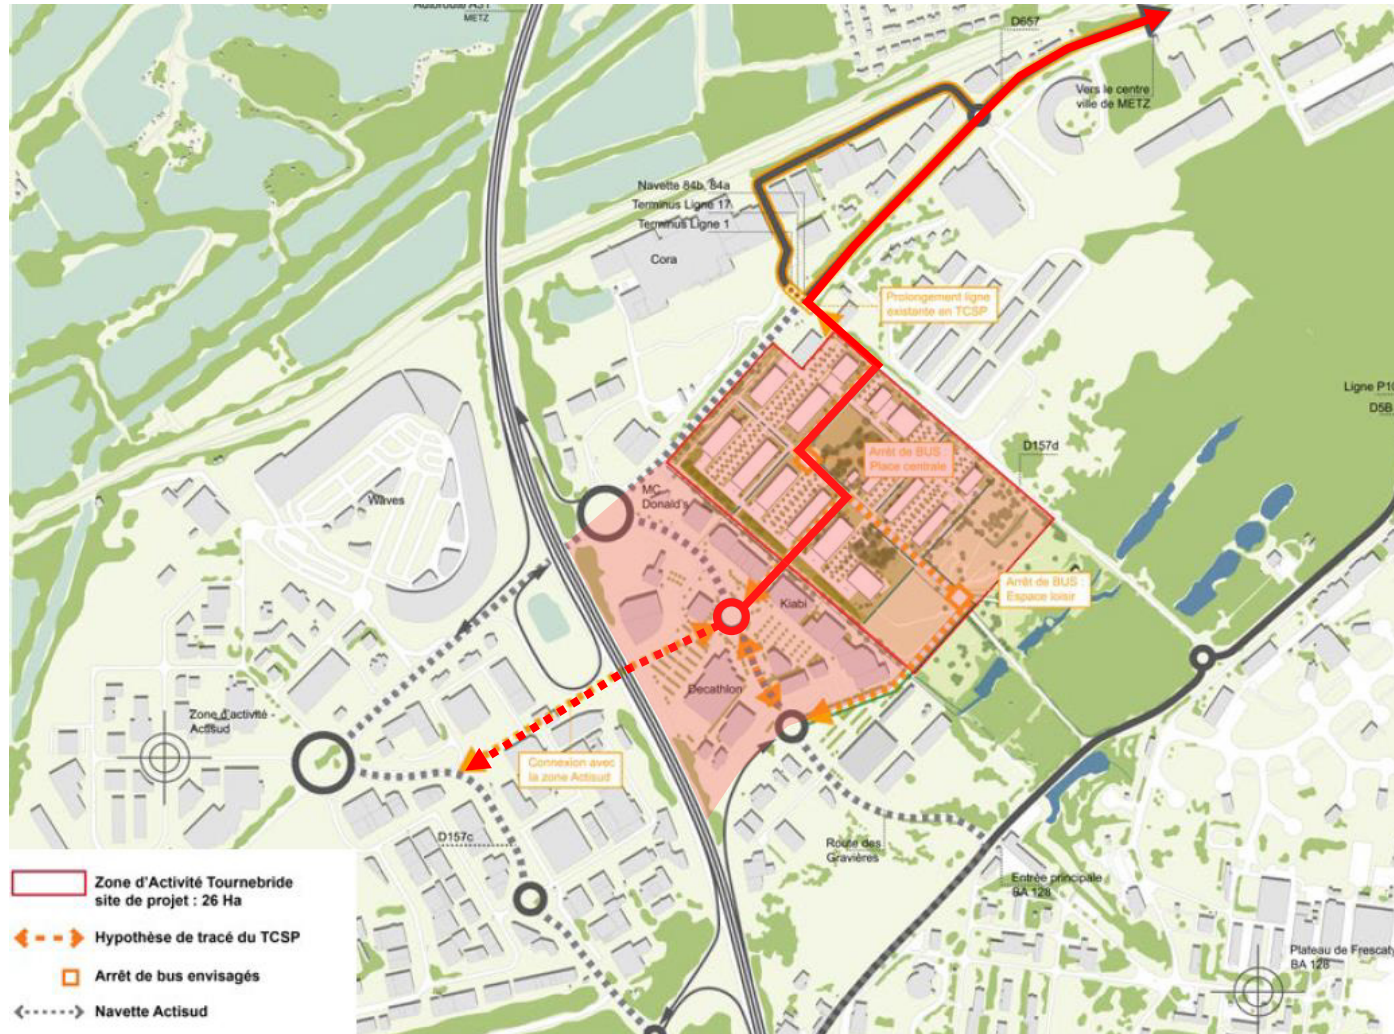 Autoroute A31
METZ
D657
Vers le centre
ville de METZ
Navette 84b, 84a
Terminus Ligne 17
Terminus Ligne 1
Cora
Prolongement ligne
existante en TCSP
Ligne P10
D5B
D157d
Arrêt de BUS :
Place centrale
MC
Donald's
Waves
Kiabi
Arrêt de BUS :
Espace loisir
Decathlon
Zone d'activité -
Actisud
Connexion avec
la zone Actisud
D157c
Route des
Gravières
Entrée principale
BA 128
Plateau de Frescaty
BA 128
Zone d'Activité Tournebride
site de projet : 26 Ha
Hypothèse de tracé du TCSP
Arrêt de bus envisagés
Navette Actisud